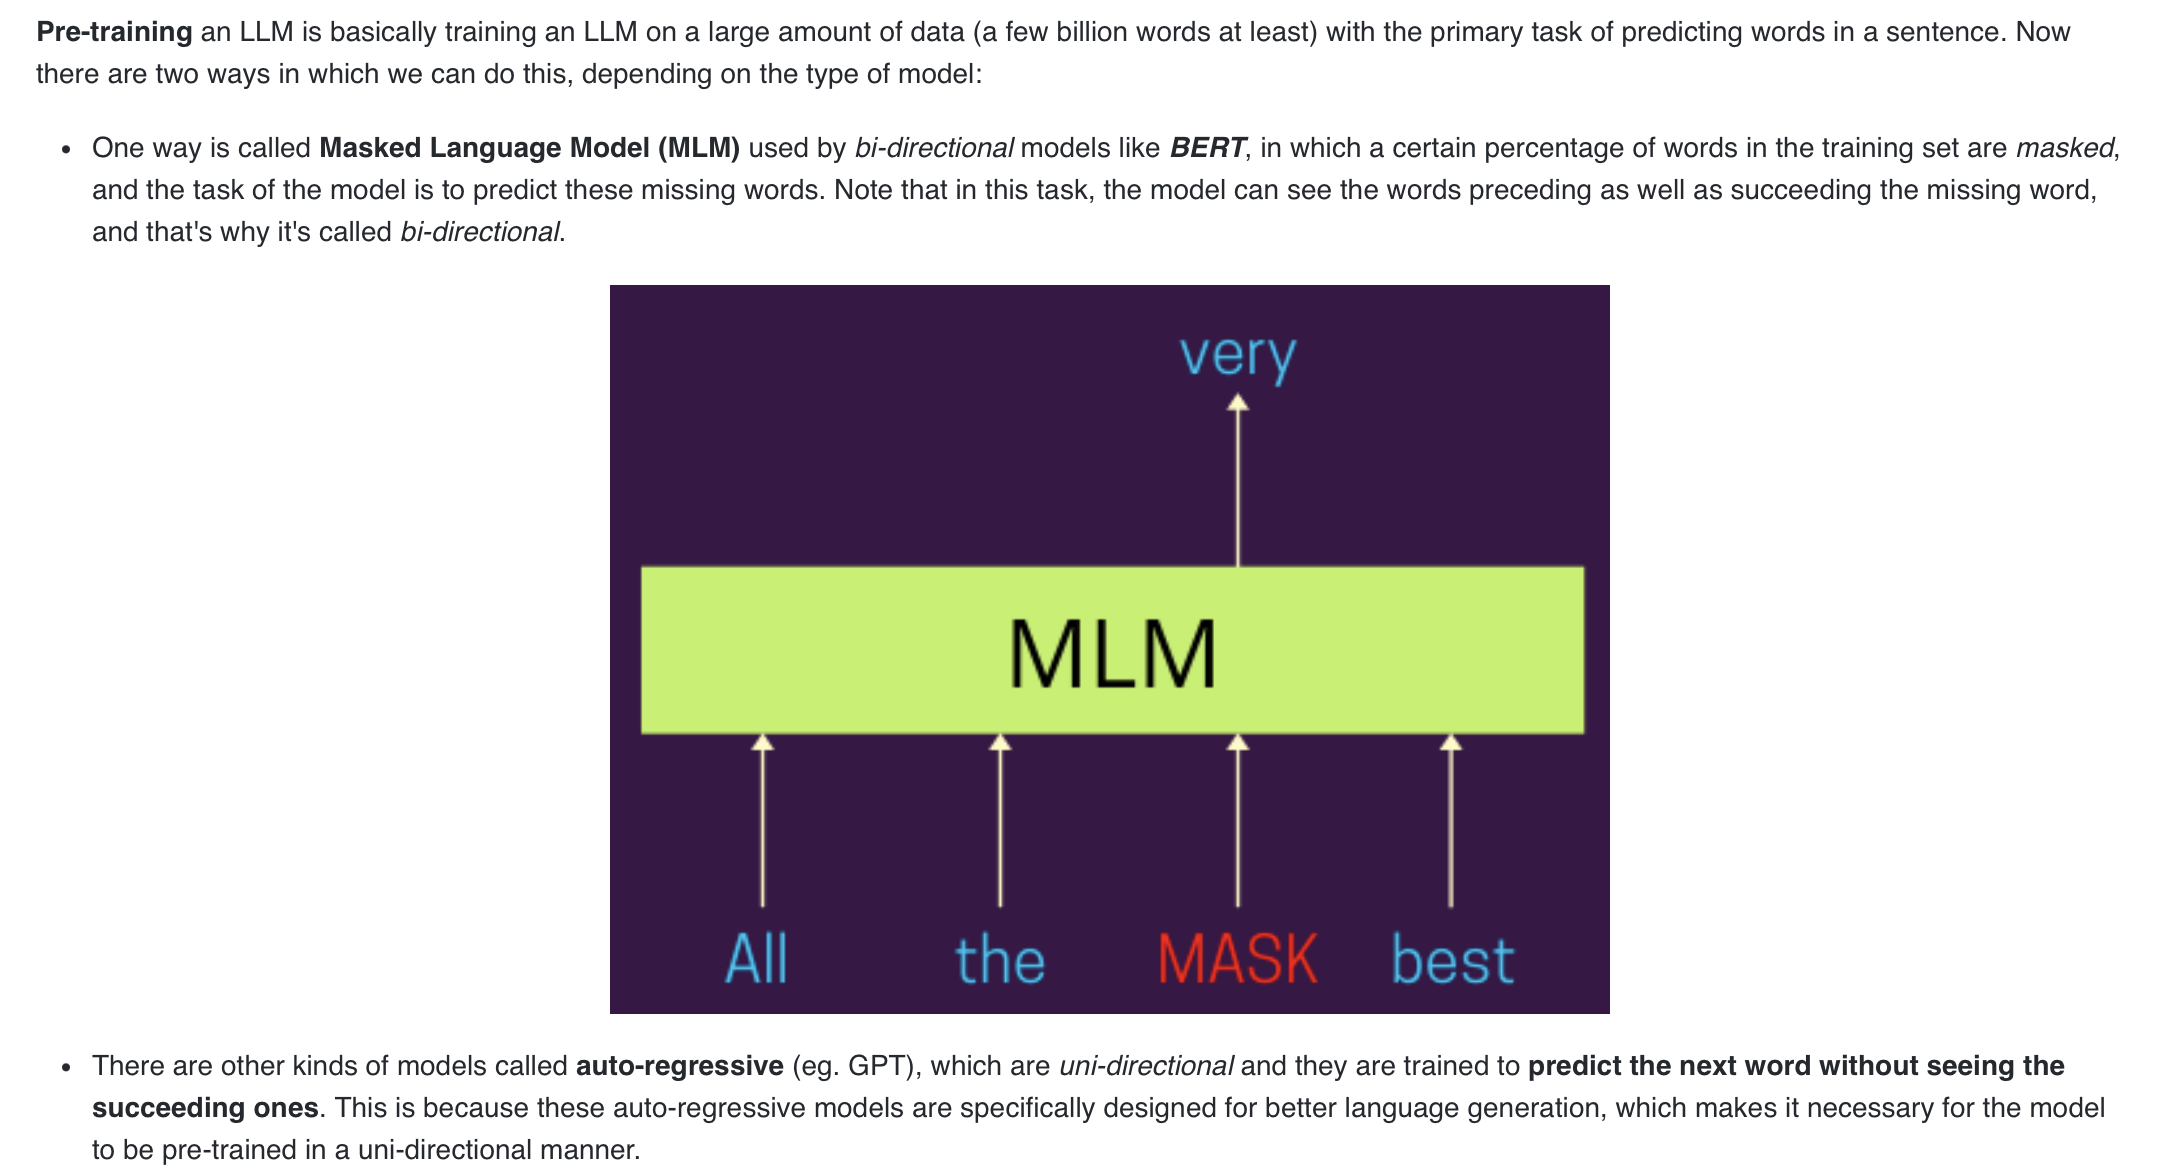 Pre-training an LLM is basically training an LLM on a large amount of data (a few billion words at least) with the primary task of predicting words in a sentence. Now
there are two ways in which we can do this, depending on the type of model:
• One way is called Masked Language Model (MLM) used by bi-directional models like BERT, in which a certain percentage of words in the training set are masked,
and the task of the model is to predict these missing words. Note that in this task, the model can see the words preceding as well as succeeding the missing word,
and that's why it's called bi-directional.
very
MLM
All the MASK best
• There are other kinds of models called auto-regressive (eg. GPT), which are uni-directional and they are trained to predict the next word without seeing the
succeeding ones. This is because these auto-regressive models are specifically designed for better language generation, which makes it necessary for the model
to be pre-trained in a uni-directional manner.